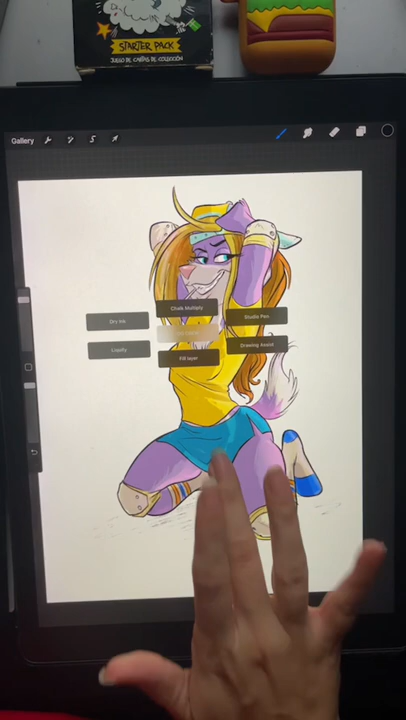 STARTER PACK
JUEGO DE CARTAS DE COLECCIÓN
Gallery
Chalk Multiply
Dry Ink
Studio Pen
Liquify
Drawing Assist
Fill layer